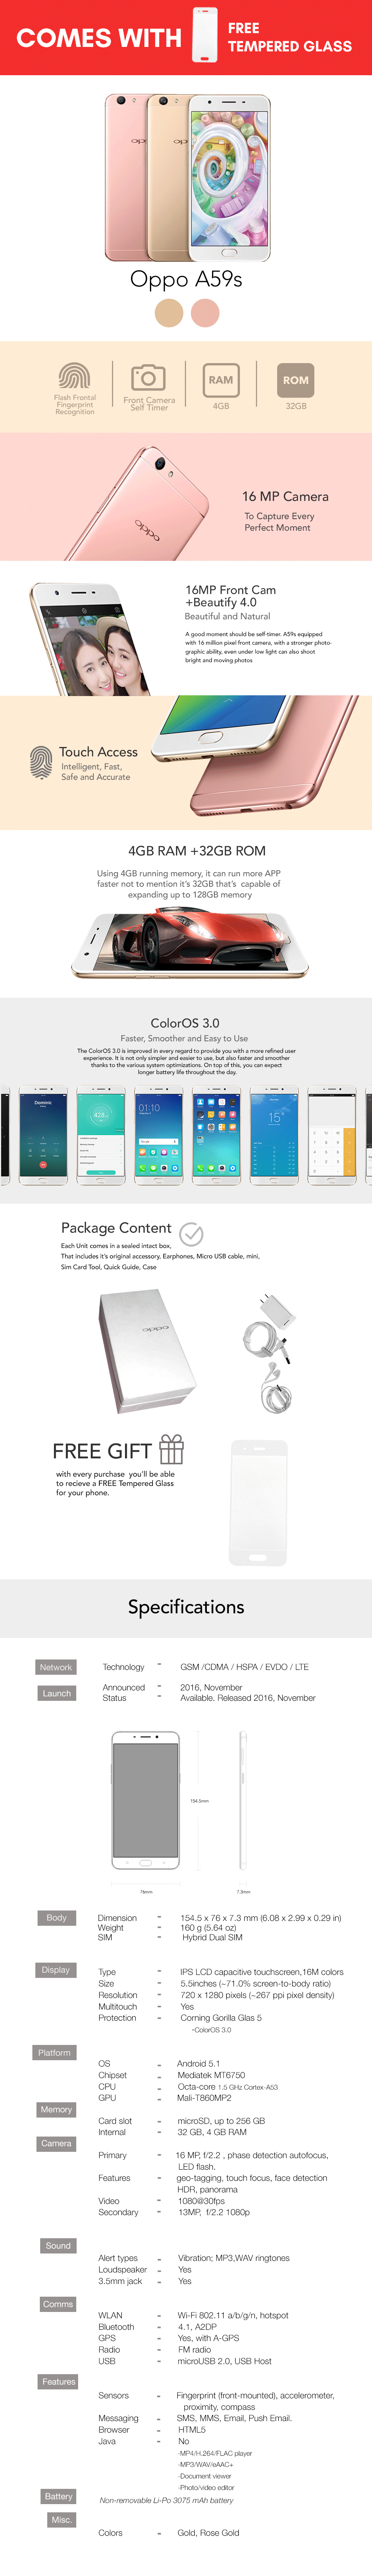 COMES WITH
FREE
TEMPERED GLASS
oppo
op
Oppo A59s
Flash Frontal
Fingerprint
Recognition
Front Camera
Self Timer
RAM
4GB
ROM
32GB
oppo
16 MP Camera
To Capture Every
Perfect Moment
16MP Front Cam
+Beautify 4.0
Beautiful and Natural
A good moment should be self-timer. A59s equipped
with 16 million pixel front camera, with a stronger photo-
graphic ability, even under low light can also shoot
bright and moving photos
Touch Access
Intelligent, Fast,
Safe and Accurate
4GB RAM +32GB ROM
Using 4GB running memory, it can run more APP
faster not to mention it's 32GB that's capable of
expanding up to 128GB memory
ColorOS 3.0
Faster, Smoother and Easy to Use
The ColorOS 3.0 is improved in every regard to provide you with a more refined user
experience. It is not only simpler and easier to use, but also faster and smoother
thanks to the various system optimizations. On top of this, you can expect
longer battery life throughout the day.
Dominic
428
01:10
15°
Package Content
Each Unit comes in a sealed intact box,
That includes it's original accessory, Earphones, Micro USB cable, mini,
Sim Card Tool, Quick Guide, Case
oppo
FREE GIFT
with every purchase you'll be able
to recieve a FREE Tempered Glass
for your phone.
Specifications
Network
Technology - GSM /CDMA / HSPA / EVDO / LTE
Launch
Announced - 2016, November
Status - Available. Released 2016, November
154.5mm
76mm
7.3mm
Body
Dimension - 154.5 x 76 x 7.3 mm (6.08 x 2.99 x 0.29 in)
Weight - 160 g (5.64 oz)
SIM - Hybrid Dual SIM
Display
Type - IPS LCD capacitive touchscreen,16M colors
Size - 5.5inches (~71.0% screen-to-body ratio)
Resolution - 720 x 1280 pixels (~267 ppi pixel density)
Multitouch - Yes
Protection - Corning Gorilla Glas 5
-ColorOS 3.0
Platform
OS - Android 5.1
Chipset - Mediatek MT6750
CPU - Octa-core 1.5 GHz Cortex-A53
GPU - Mali-T860MP2
Memory
Card slot - microSD, up to 256 GB
Internal - 32 GB, 4 GB RAM
Camera
Primary - 16 MP, f/2.2 , phase detection autofocus,
LED flash.
Features - geo-tagging, touch focus, face detection
HDR, panorama
Video - 1080@30fps
Secondary - 13MP, f/2.2 1080p
Sound
Alert types - Vibration; MP3,WAV ringtones
Loudspeaker - Yes
3.5mm jack - Yes
Comms
WLAN - Wi-Fi 802.11 a/b/g/n, hotspot
Bluetooth - 4.1, A2DP
GPS - Yes, with A-GPS
Radio - FM radio
USB - microUSB 2.0, USB Host
Features
Sensors - Fingerprint (front-mounted), accelerometer,
proximity, compass
Messaging - SMS, MMS, Email, Push Email.
Browser - HTML5
Java - No
-MP4/H.264/FLAC player
-MP3/WAV/eAAC+
-Document viewer
-Photo/video editor
Battery
Non-removable Li-Po 3075 mAh battery
Misc.
Colors - Gold, Rose Gold